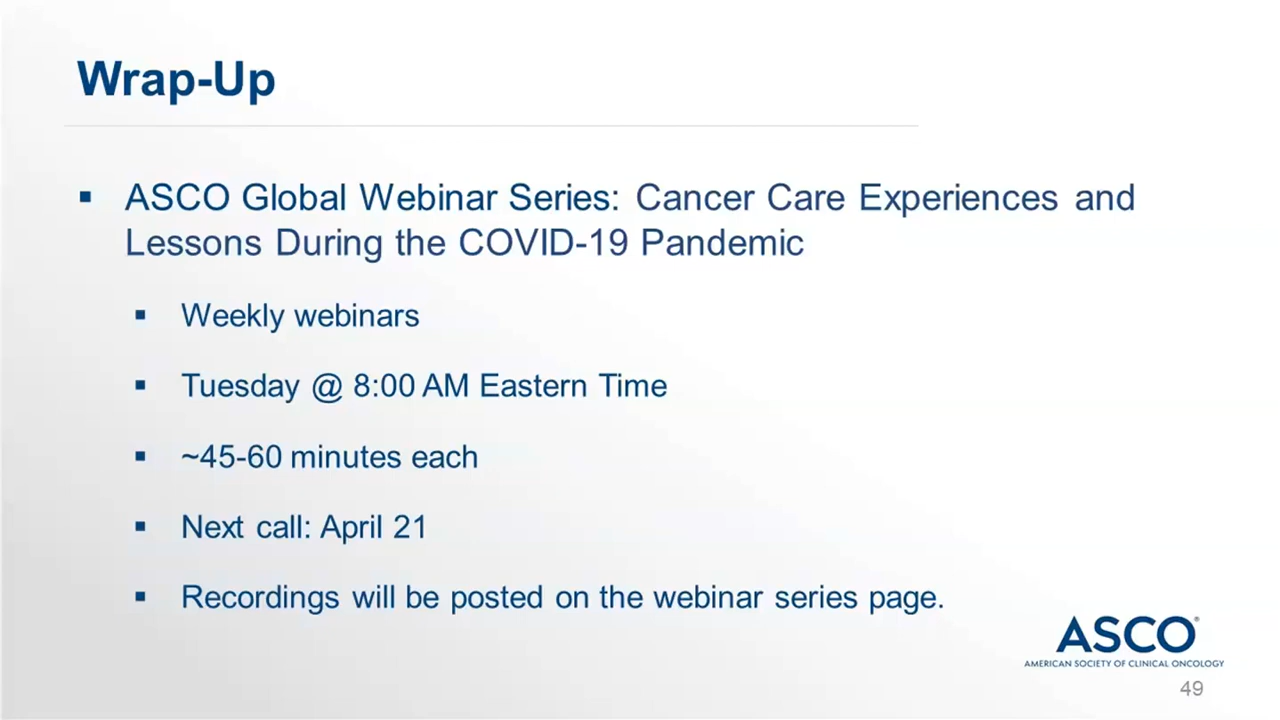 Wrap-Up
▪ ASCO Global Webinar Series: Cancer Care Experiences and
Lessons During the COVID-19 Pandemic
▪ Weekly webinars
▪ Tuesday @ 8:00 AM Eastern Time
▪ ~45-60 minutes each
▪ Next call: April 21
▪ Recordings will be posted on the webinar series page.
ASCO®
AMERICAN SOCIETY OF CLINICAL ONCOLOGY
49